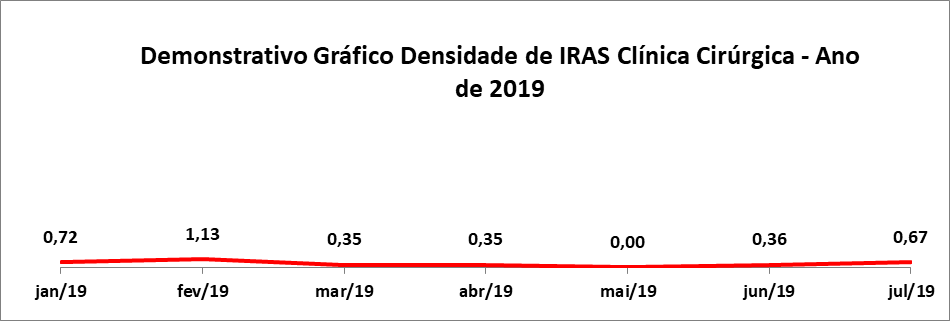 Demonstrativo Gráfico Densidade de IRAS Clínica Cirúrgica - Ano
de 2019
0,72 1,13 0,35 0,35 0,00 0,36 0,67
jan/19 fev/19 mar/19 abr/19 mai/19 jun/19 jul/19